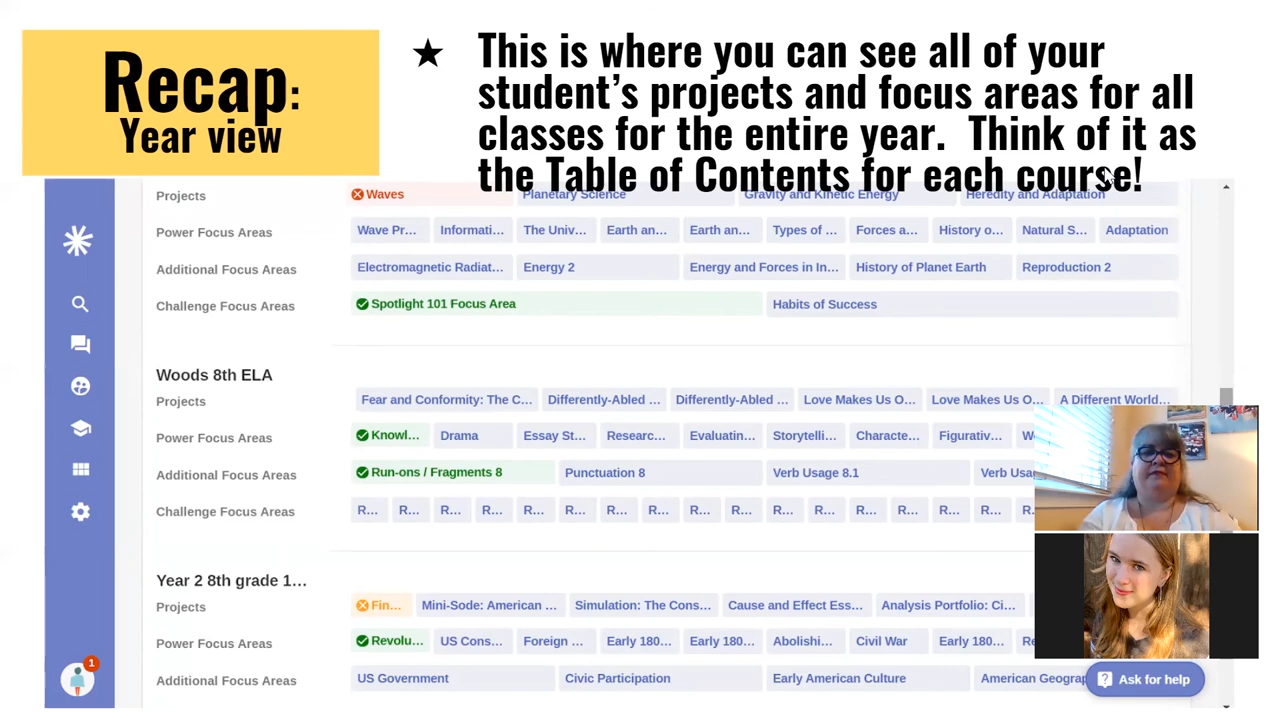 Recap:
Year view
★ This is where you can see all of your
student’s projects and focus areas for all
classes for the entire year. Think of it as
the Table of Contents for each course!
Projects Waves Planetary Science Gravity and Kinetic Energy Heredity and Adaptation
Power Focus Areas Wave Pr... Informati... The Univ... Earth an... Earth an... Types of ... Forces a... History o... Natural S... Adaptation
Additional Focus Areas Electromagnetic Radiat... Energy 2 Energy and Forces in In... History of Planet Earth Reproduction 2
Challenge Focus Areas Spotlight 101 Focus Area Habits of Success
Woods 8th ELA
Projects Fear and Conformity: The C... Differently-Abled ... Differently-Abled ... Love Makes Us O... Love Makes Us O... A Different World...
Power Focus Areas Knowl... Drama Essay St... Researc... Evaluatin... Storytelli... Characte... Figurativ... W
Additional Focus Areas Run-ons / Fragments 8 Punctuation 8 Verb Usage 8.1 Verb Usa
Challenge Focus Areas R... R... R... R... R... R... R... R... R... R... R... R... R... R... R... R... R
Year 2 8th grade 1...
Projects Fin... Mini-Sode: American ... Simulation: The Cons... Cause and Effect Ess... Analysis Portfolio: Ci...
Power Focus Areas Revolu... US Cons... Foreign ... Early 180... Early 180... Abolishi... Civil War Early 180... Re
Additional Focus Areas US Government Civic Participation Early American Culture American Geograp
1
Ask for help